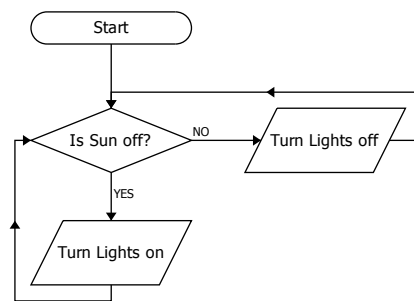 Start
Is Sun off?
NO
Turn Lights off
YES
Turn Lights on